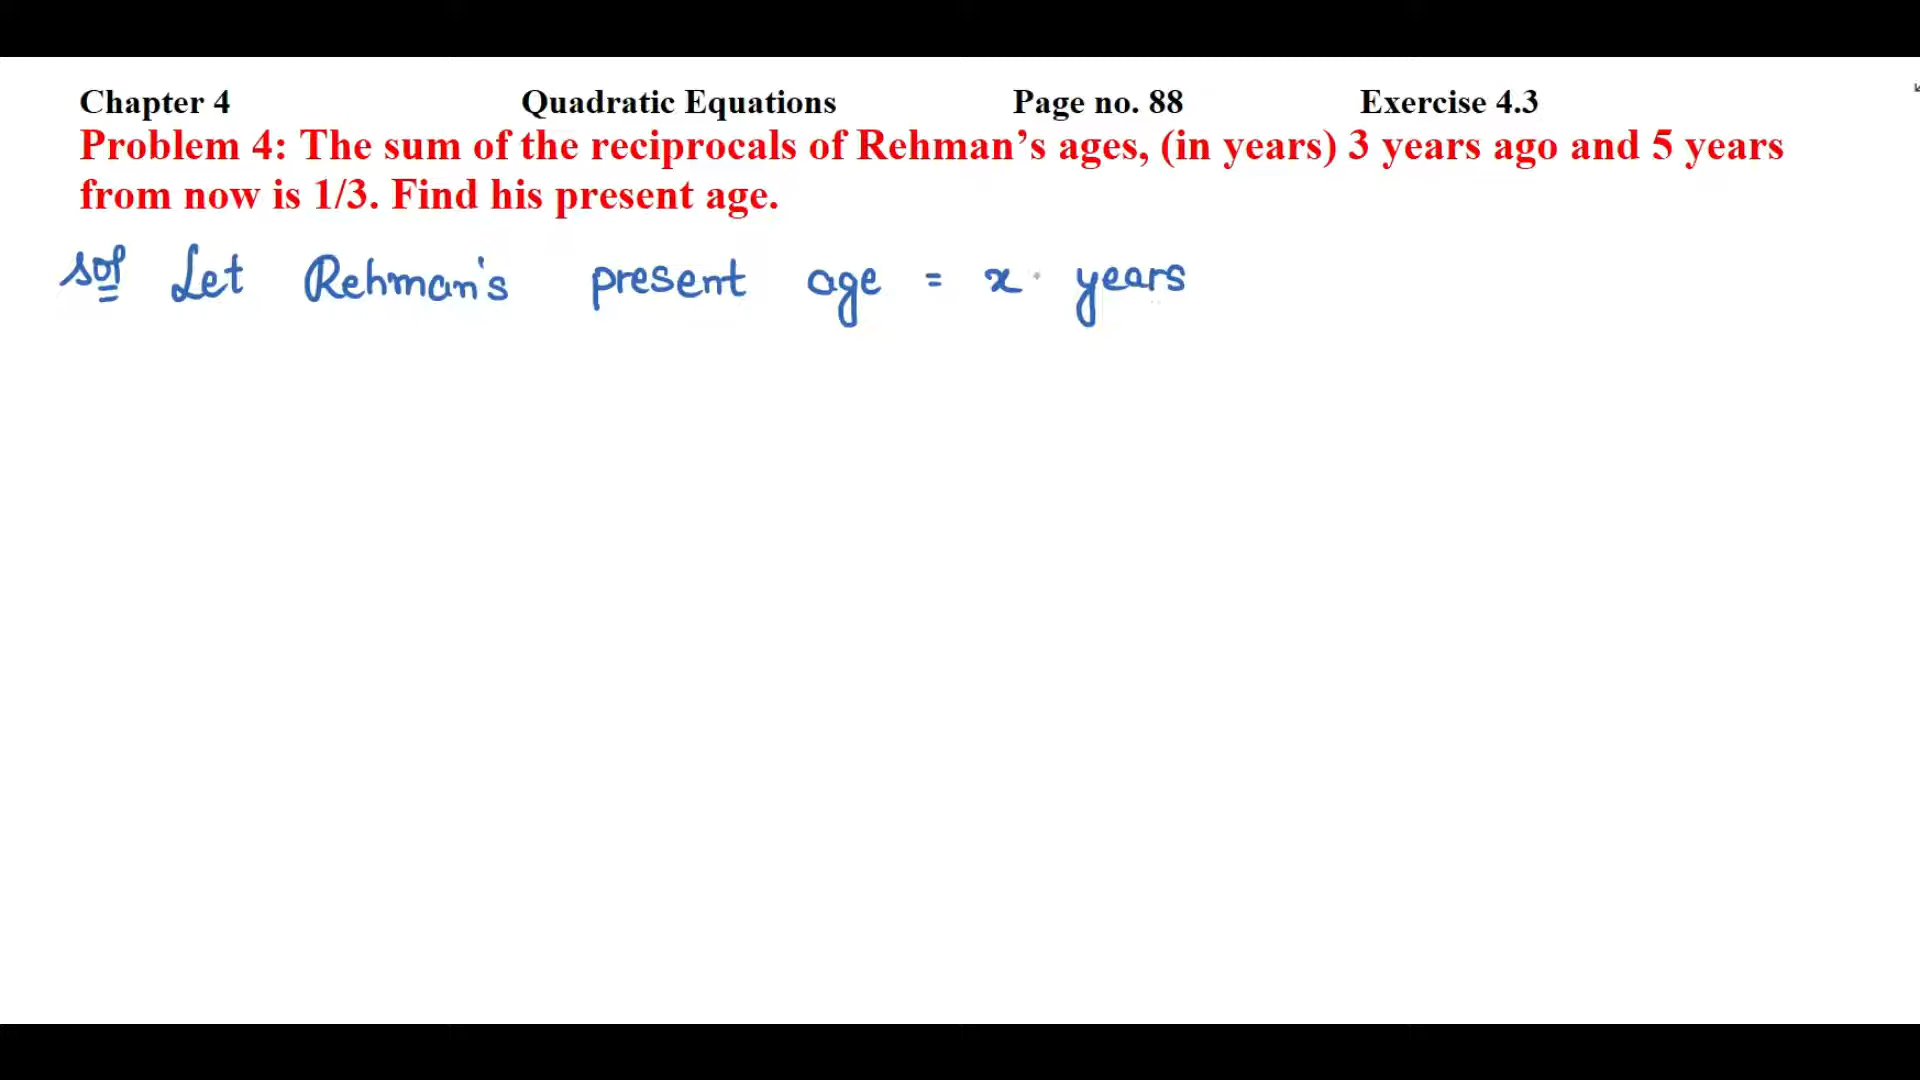 Chapter 4 Quadratic Equations Page no. 88 Exercise 4.3
Problem 4: The sum of the reciprocals of Rehman’s ages, (in years) 3 years ago and 5 years
from now is 1/3. Find his present age.
Sol Let Rehman's present age = x years